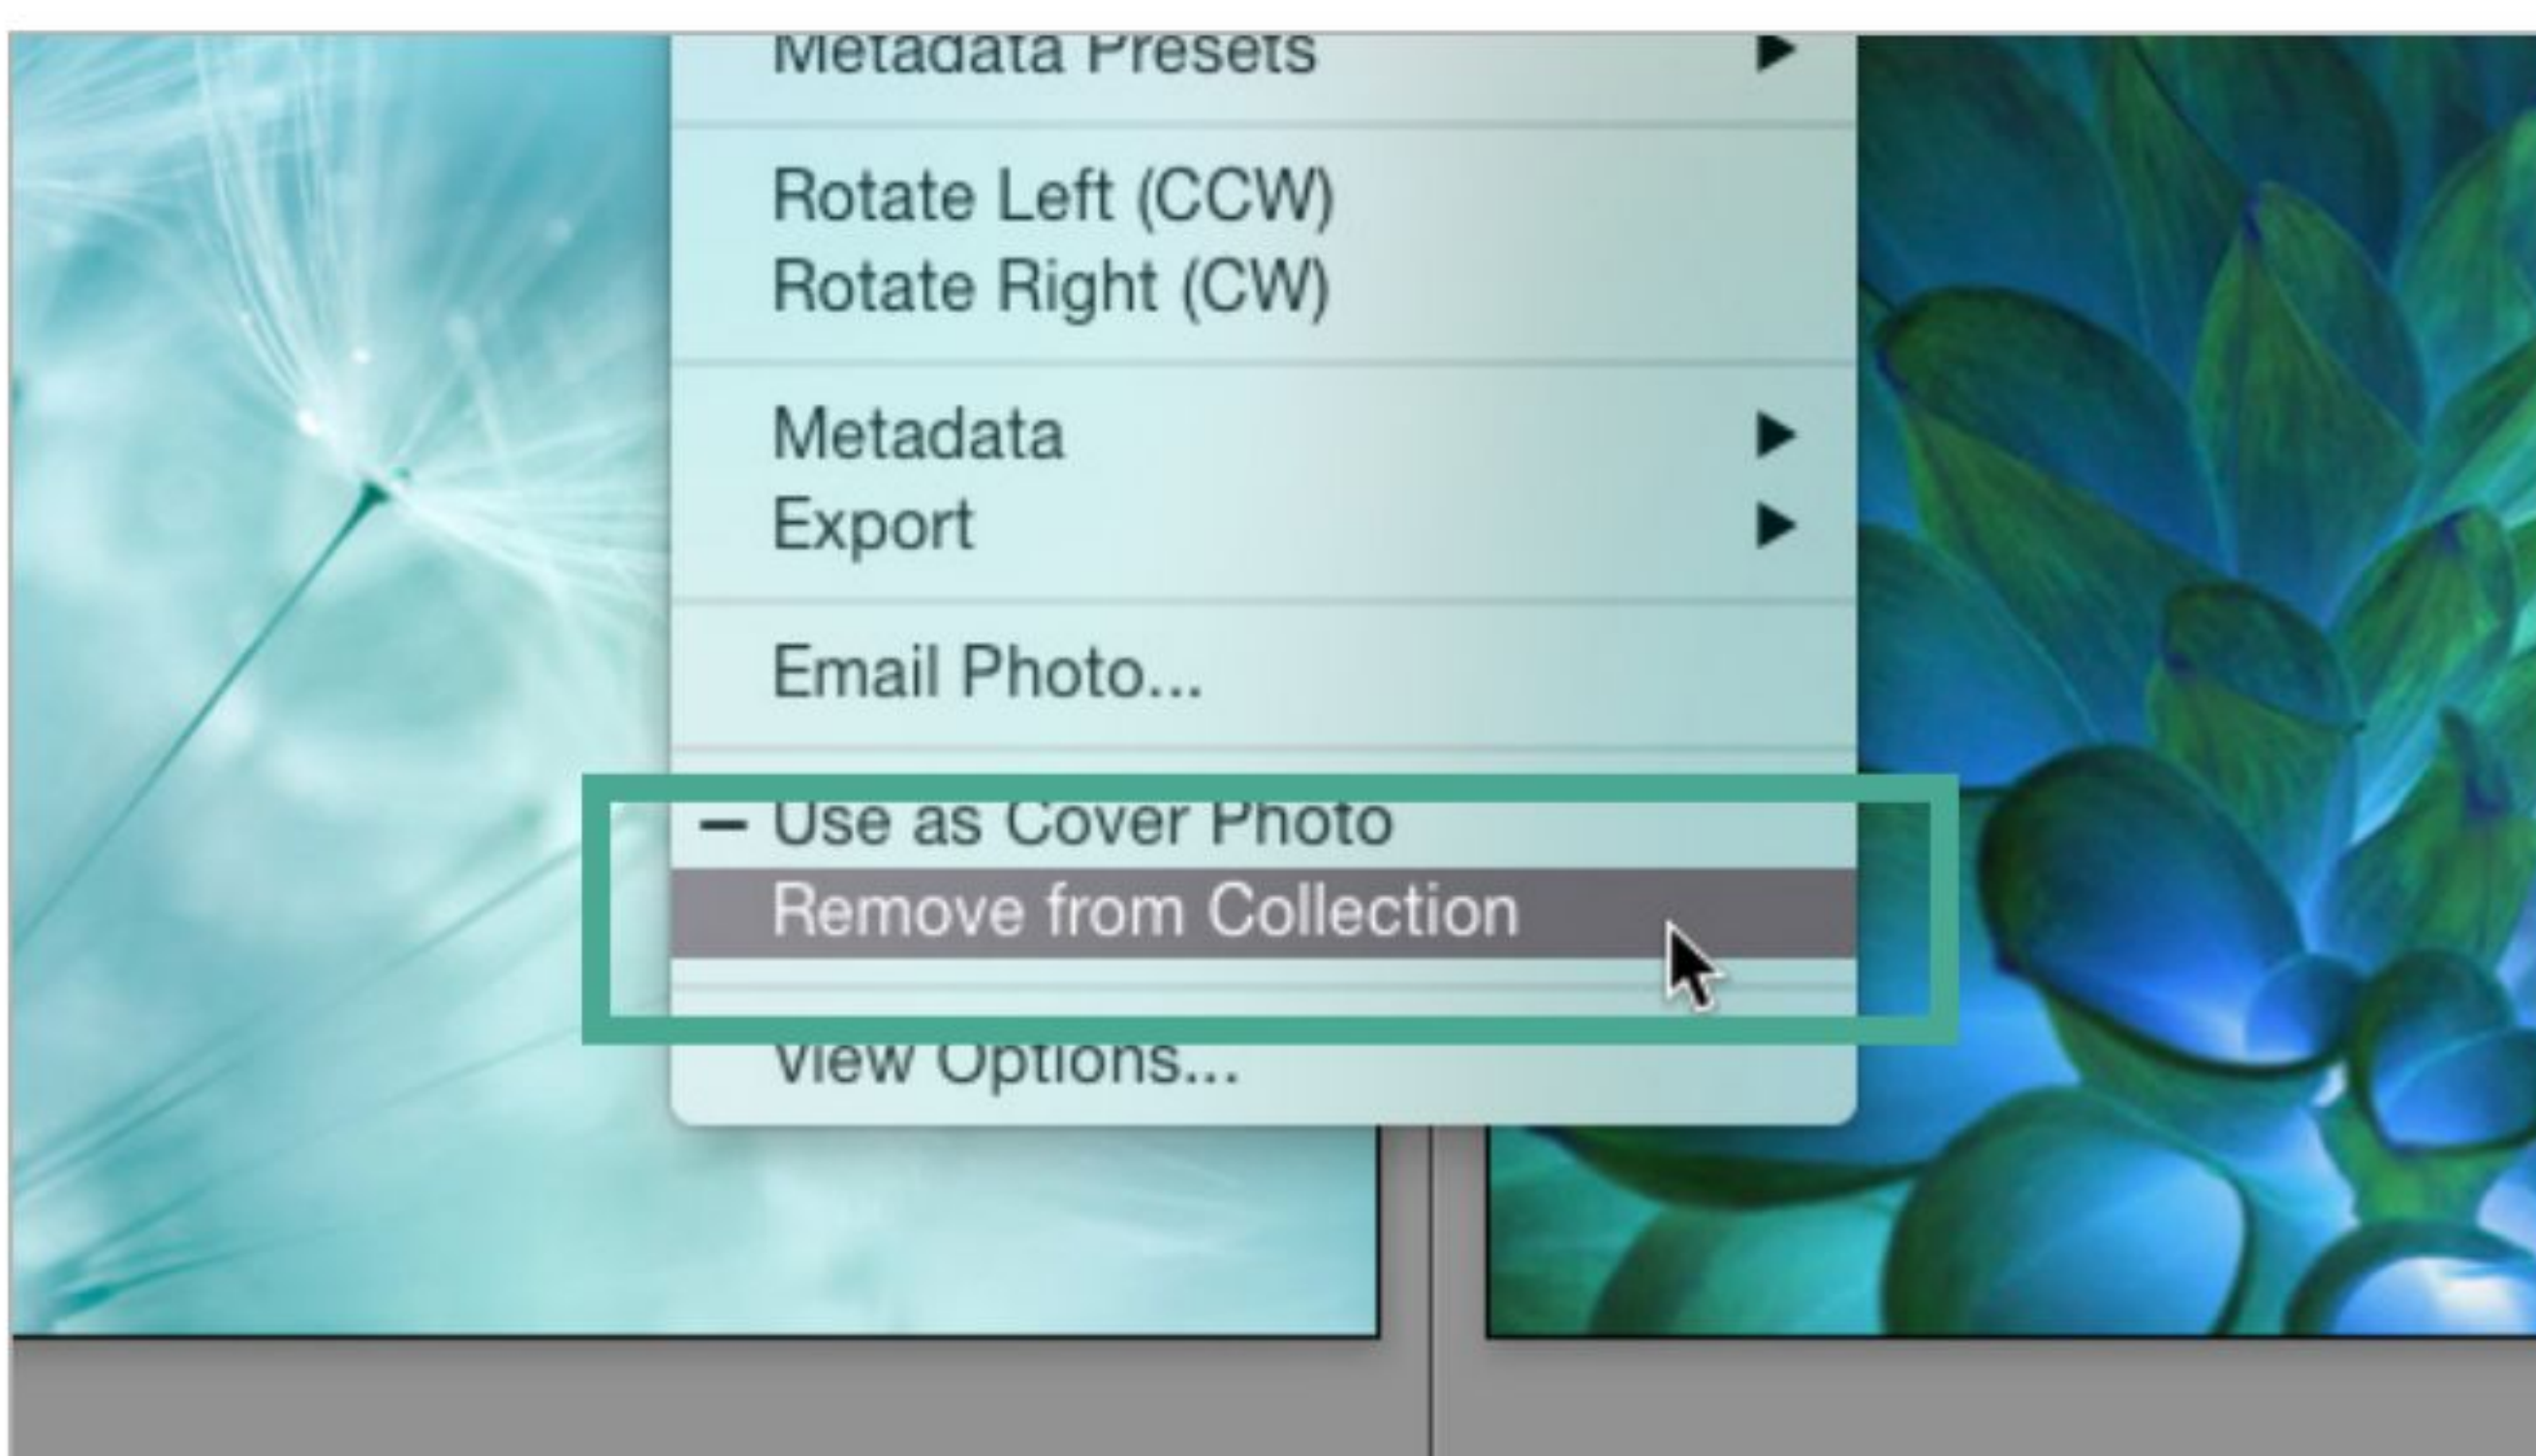 Metadata Presets
Rotate Left (CCW)
Rotate Right (CW)
Metadata
Export
Email Photo...
Use as Cover Photo
Remove from Collection
View Options...